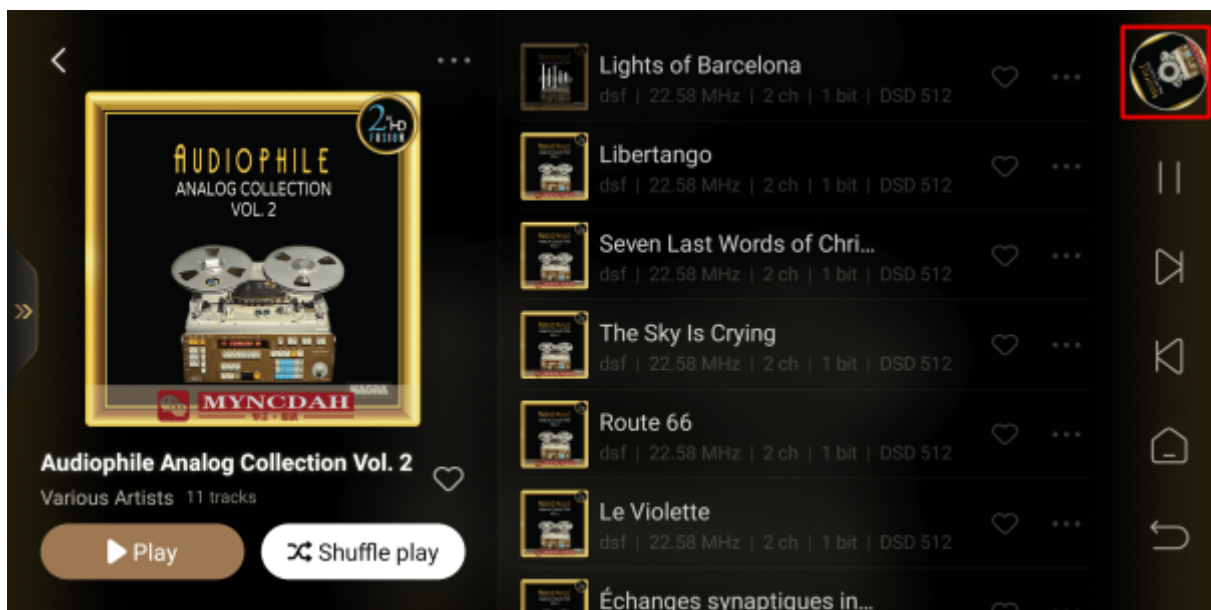 2xHD
FUSION
AUDIOPHILE
ANALOG COLLECTION
VOL. 2
NAGRA
MYNCDAH
Audiophile Analog Collection Vol. 2
Various Artists 11 tracks
Play
Shuffle play
Lights of Barcelona
dsf | 22.58 MHz | 2 ch | 1 bit | DSD 512
Libertango
dsf | 22.58 MHz | 2 ch | 1 bit | DSD 512
Seven Last Words of Chri...
dsf | 22.58 MHz | 2 ch | 1 bit | DSD 512
The Sky Is Crying
dsf | 22.58 MHz | 2 ch | 1 bit | DSD 512
Route 66
dsf | 22.58 MHz | 2 ch | 1 bit | DSD 512
Le Violette
dsf | 22.58 MHz | 2 ch | 1 bit | DSD 512
Échanges synaptiques in...